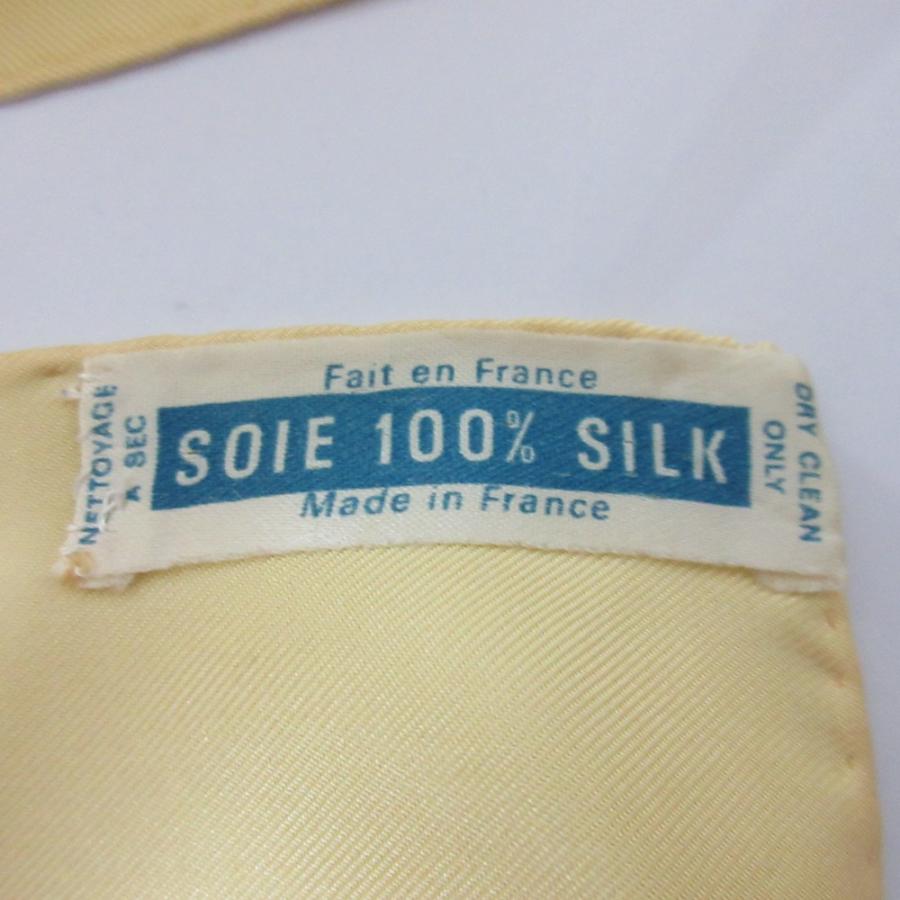 Fait en France
SOIE 100% SILK
Made in France
NETTOYAGE
A SEC
DRY CLEAN
ONLY